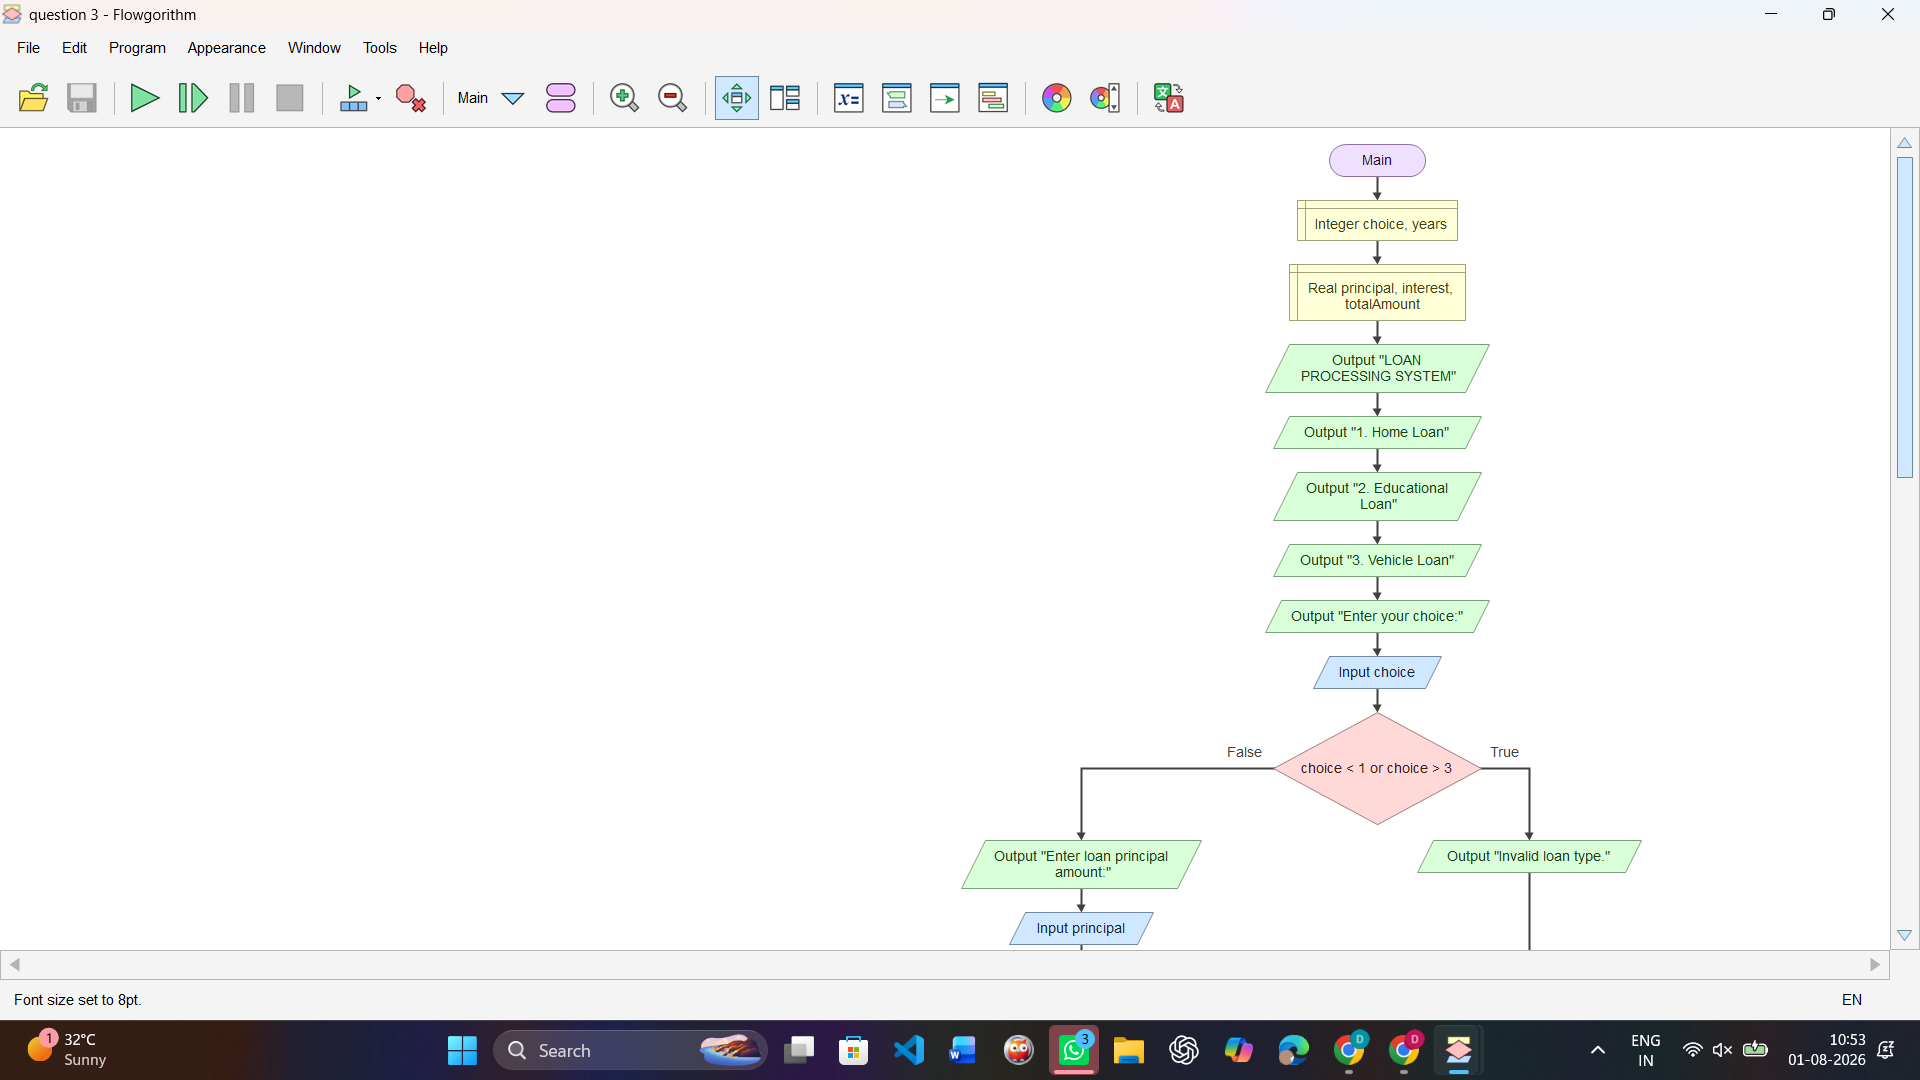 question 3 - Flowgorithm
File Edit Program Appearance Window Tools Help
Main
Main
Integer choice, years
Real principal, interest,
totalAmount
Output "LOAN
PROCESSING SYSTEM"
Output "1. Home Loan"
Output "2. Educational
Loan"
Output "3. Vehicle Loan"
Output "Enter your choice:"
Input choice
False
True
choice < 1 or choice > 3
Output "Enter loan principal
amount:"
Output "Invalid loan type."
Input principal
Font size set to 8pt.
EN
1
32°C
Sunny
Search
3
D
D
ENG
IN
10:53
01-08-2026